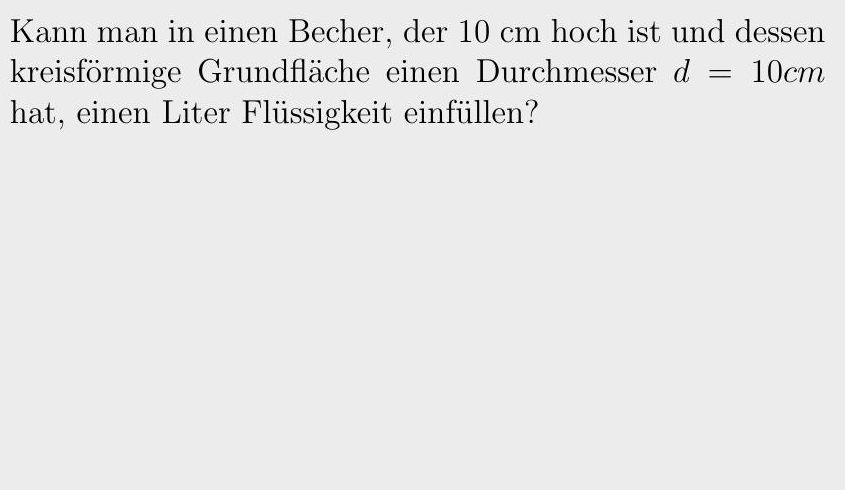 Kann man in einen Becher, der 10 cm hoch ist und dessen
kreisförmige Grundfläche einen Durchmesser d = 10cm
hat, einen Liter Flüssigkeit einfüllen?